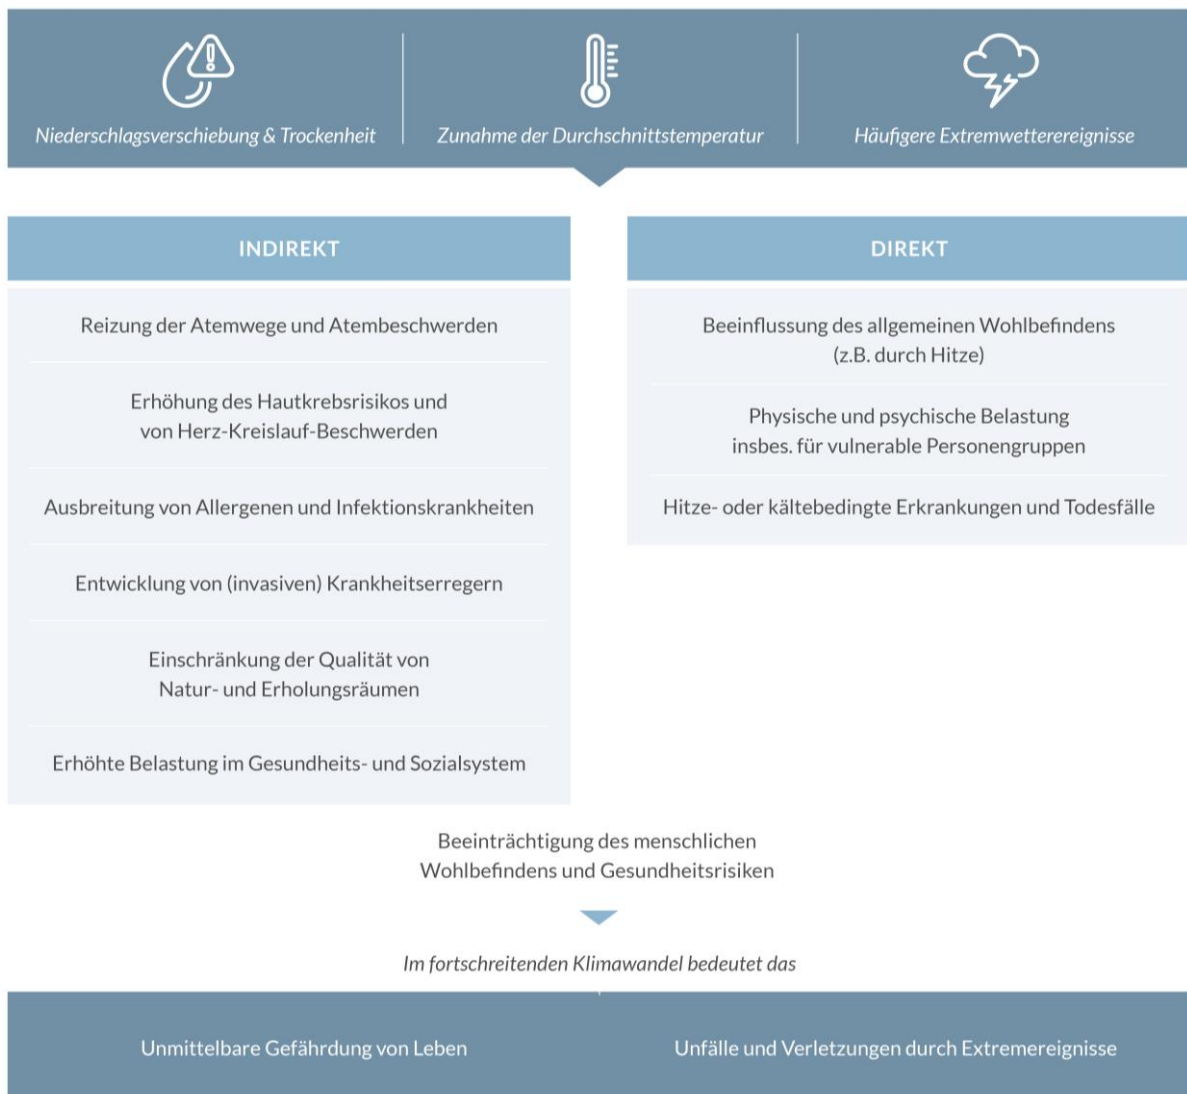 Niederschlagsverschiebung & Trockenheit
Zunahme der Durchschnittstemperatur
Häufigere Extremwetterereignisse
INDIREKT
Reizung der Atemwege und Atembeschwerden
Erhöhung des Hautkrebsrisikos und
von Herz-Kreislauf-Beschwerden
Ausbreitung von Allergenen und Infektionskrankheiten
Entwicklung von (invasiven) Krankheitserregern
Einschränkung der Qualität von
Natur- und Erholungsräumen
Erhöhte Belastung im Gesundheits- und Sozialsystem
DIREKT
Beeinflussung des allgemeinen Wohlbefindens
(z.B. durch Hitze)
Physische und psychische Belastung
insbes. für vulnerable Personengruppen
Hitze- oder kältebedingte Erkrankungen und Todesfälle
Beeinträchtigung des menschlichen
Wohlbefindens und Gesundheitsrisiken
Im fortschreitenden Klimawandel bedeutet das
Unmittelbare Gefährdung von Leben
Unfälle und Verletzungen durch Extremereignisse